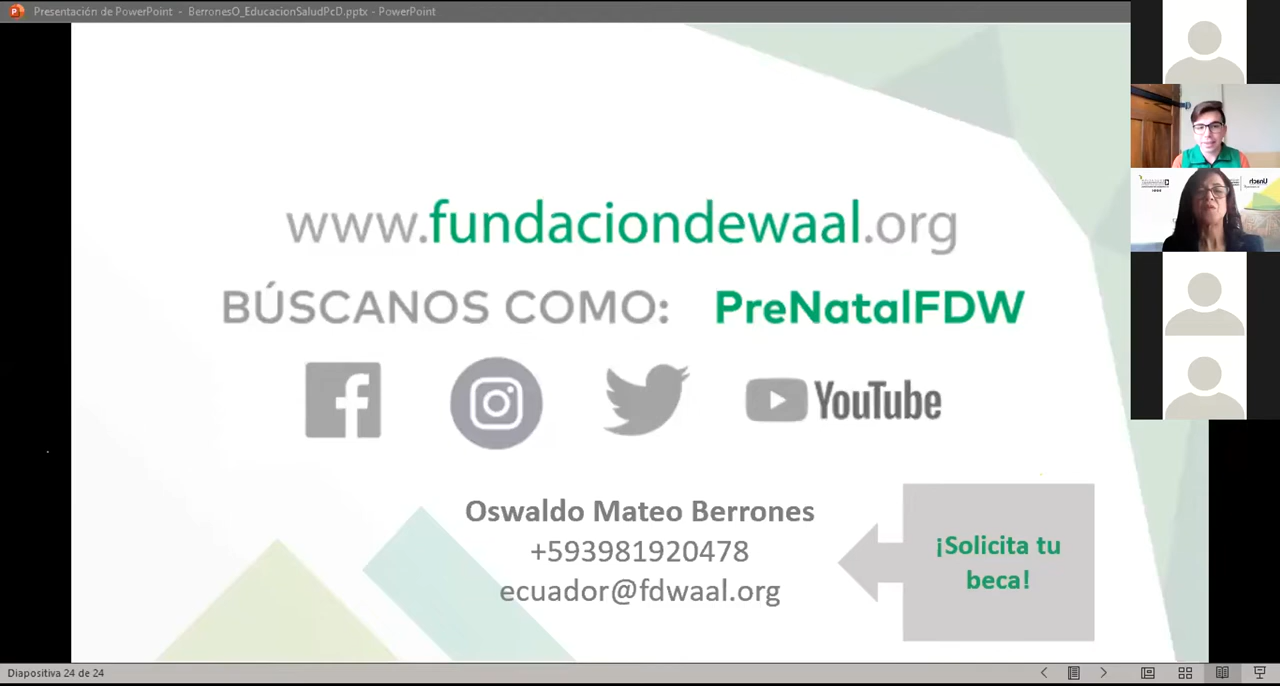 Presentación de PowerPoint - BerronesO_EducacionSaludPcD.pptx - PowerPoint
www.fundaciondewaal.org
BÚSCANOS COMO: PreNatalFDW
YouTube
Oswaldo Mateo Berrones
+593981920478
ecuador@fdwaal.org
¡Solicita tu
beca!
Diapositiva 24 de 24